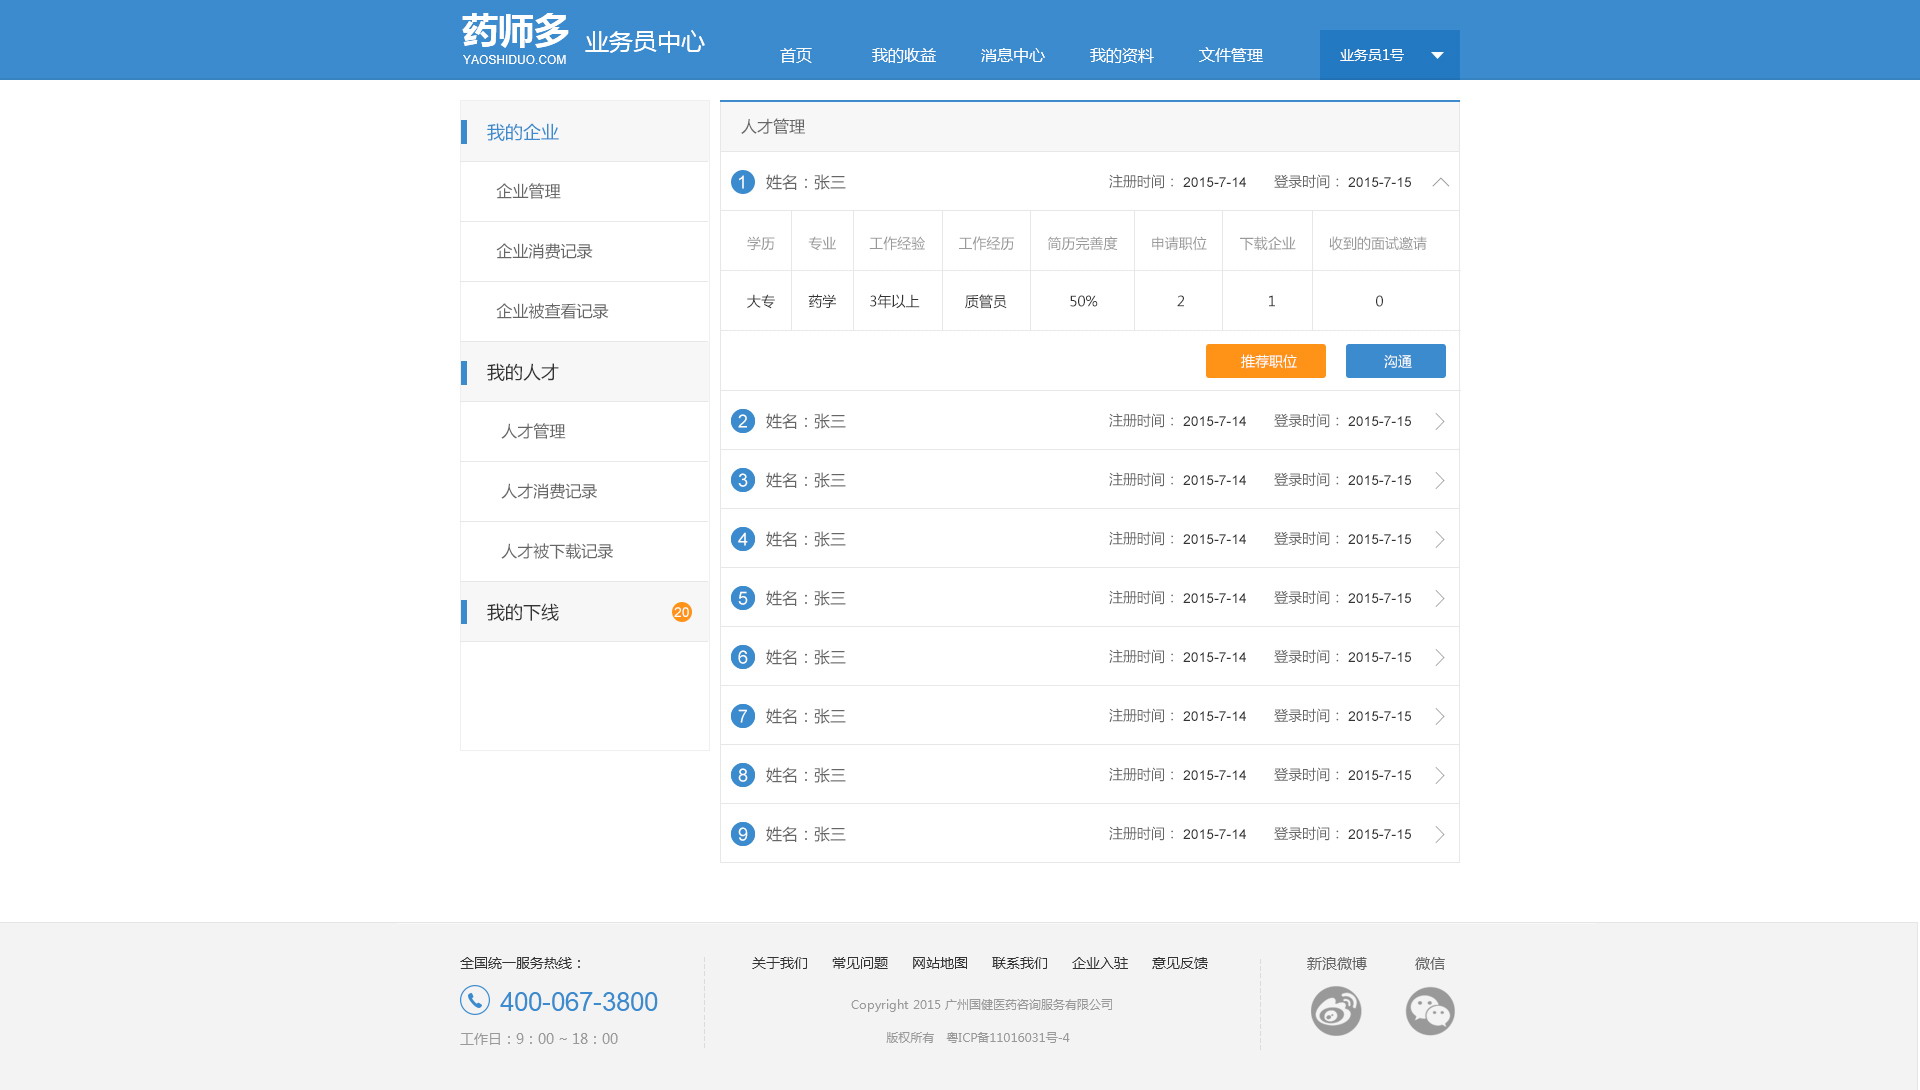 药师多
YAOSHIDUO.COM
业务员中心
首页 我的收益 消息中心 我的资料 文件管理
业务员1号
我的企业
企业管理
企业消费记录
企业被查看记录
我的人才
人才管理
人才消费记录
人才被下载记录
我的下线 20
人才管理
1 姓名：张三 注册时间： 2015-7-14 登录时间： 2015-7-15
学历 专业 工作经验 工作经历 简历完善度 申请职位 下载企业 收到的面试邀请
大专 药学 3年以上 质管员 50% 2 1 0
推荐职位 沟通
2 姓名：张三 注册时间： 2015-7-14 登录时间： 2015-7-15
3 姓名：张三 注册时间： 2015-7-14 登录时间： 2015-7-15
4 姓名：张三 注册时间： 2015-7-14 登录时间： 2015-7-15
5 姓名：张三 注册时间： 2015-7-14 登录时间： 2015-7-15
6 姓名：张三 注册时间： 2015-7-14 登录时间： 2015-7-15
7 姓名：张三 注册时间： 2015-7-14 登录时间： 2015-7-15
8 姓名：张三 注册时间： 2015-7-14 登录时间： 2015-7-15
9 姓名：张三 注册时间： 2015-7-14 登录时间： 2015-7-15
全国统一服务热线：
400-067-3800
工作日：9：00 ~ 18：00
关于我们 常见问题 网站地图 联系我们 企业入驻 意见反馈
Copyright 2015 广州国健医药咨询服务有限公司
版权所有 粤ICP备11016031号-4
新浪微博 微信